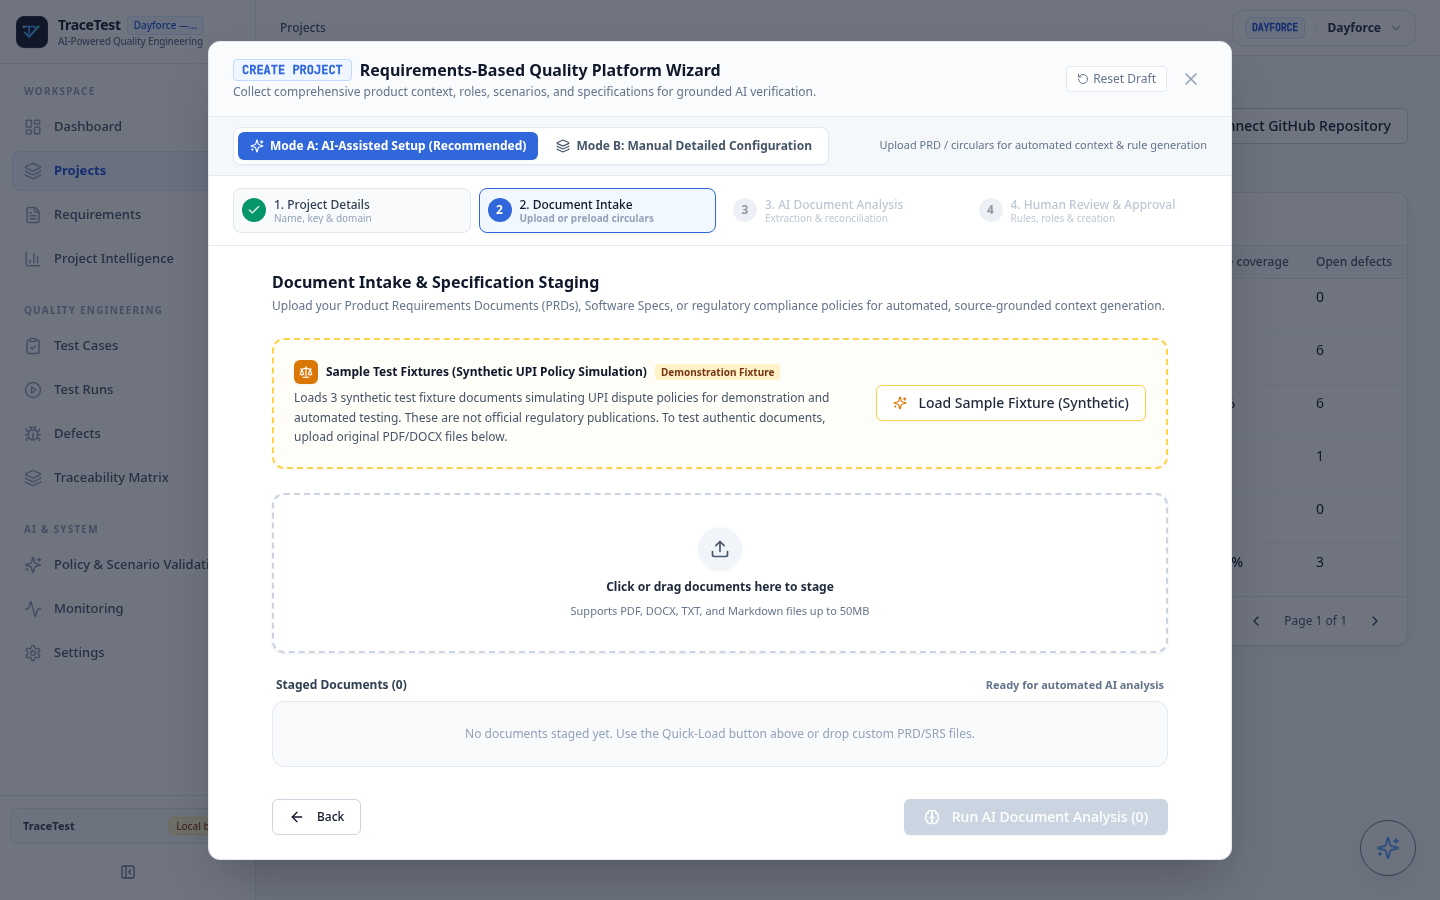 TraceTest
Dayforce —...
AI-Powered Quality Engineering
Projects
DAYFORCE
Dayforce
CREATE PROJECT
Requirements-Based Quality Platform Wizard
Collect comprehensive product context, roles, scenarios, and specifications for grounded AI verification.
Reset Draft
Mode A: AI-Assisted Setup (Recommended)
Mode B: Manual Detailed Configuration
Upload PRD / circulars for automated context & rule generation
1. Project Details
Name, key & domain
2
2. Document Intake
Upload or preload circulars
3
3. AI Document Analysis
Extraction & reconciliation
4
4. Human Review & Approval
Rules, roles & creation
Document Intake & Specification Staging
Upload your Product Requirements Documents (PRDs), Software Specs, or regulatory compliance policies for automated, source-grounded context generation.
Sample Test Fixtures (Synthetic UPI Policy Simulation)
Demonstration Fixture
Loads 3 synthetic test fixture documents simulating UPI dispute policies for demonstration and
automated testing. These are not official regulatory publications. To test authentic documents,
upload original PDF/DOCX files below.
Load Sample Fixture (Synthetic)
Click or drag documents here to stage
Supports PDF, DOCX, TXT, and Markdown files up to 50MB
Staged Documents (0)
Ready for automated AI analysis
No documents staged yet. Use the Quick-Load button above or drop custom PRD/SRS files.
Back
Run AI Document Analysis (0)
WORKSPACE
Dashboard
Projects
Requirements
Project Intelligence
QUALITY ENGINEERING
Test Cases
Test Runs
Defects
Traceability Matrix
AI & SYSTEM
Policy & Scenario Validati
Monitoring
Settings
TraceTest
Local b
GitHub Repository
coverage
Open defects
0
6
6
1
0
%
3
Page 1 of 1